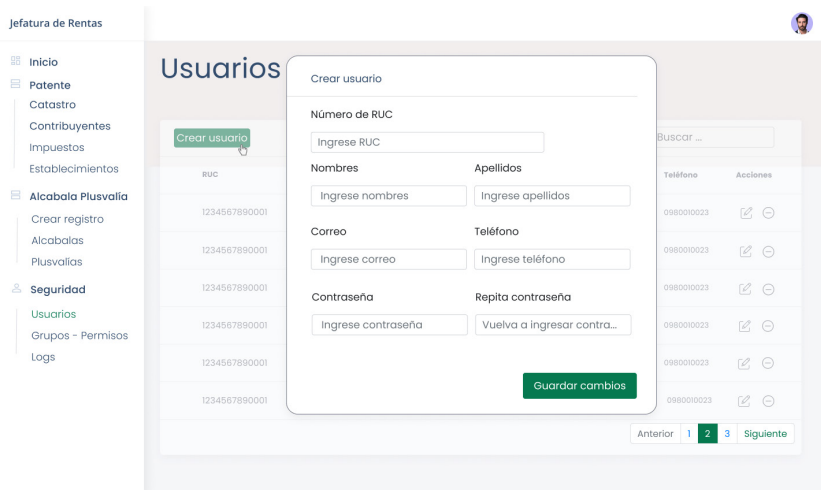 Jefatura de Rentas
Inicio
Patente
Catastro
Contribuyentes
Impuestos
Establecimientos
Alcabala Plusvalía
Crear registro
Alcabalas
Plusvalías
Seguridad
Usuarios
Grupos - Permisos
Logs
Usuarios
Crear usuario
Buscar ...
RUC
Teléfono
Acciones
1234567890001
0980010023
1234567890001
0980010023
1234567890001
0980010023
1234567890001
0980010023
1234567890001
0980010023
1234567890001
0980010023
Anterior 1 2 3 Siguiente
Crear usuario
Número de RUC
Ingrese RUC
Nombres
Apellidos
Ingrese nombres
Ingrese apellidos
Correo
Teléfono
Ingrese correo
Ingrese teléfono
Contraseña
Repita contraseña
Ingrese contraseña
Vuelva a ingresar contra...
Guardar cambios